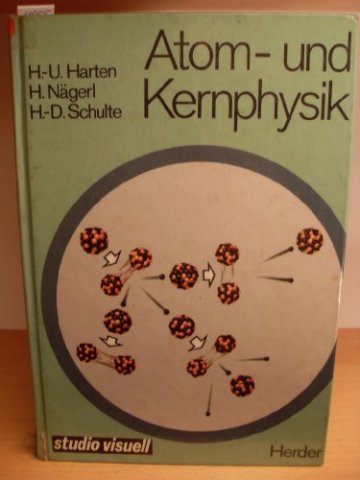 H.-U. Harten
H. Nägerl
H.-D. Schulte
Atom- und
Kernphysik
studio visuell
Herder